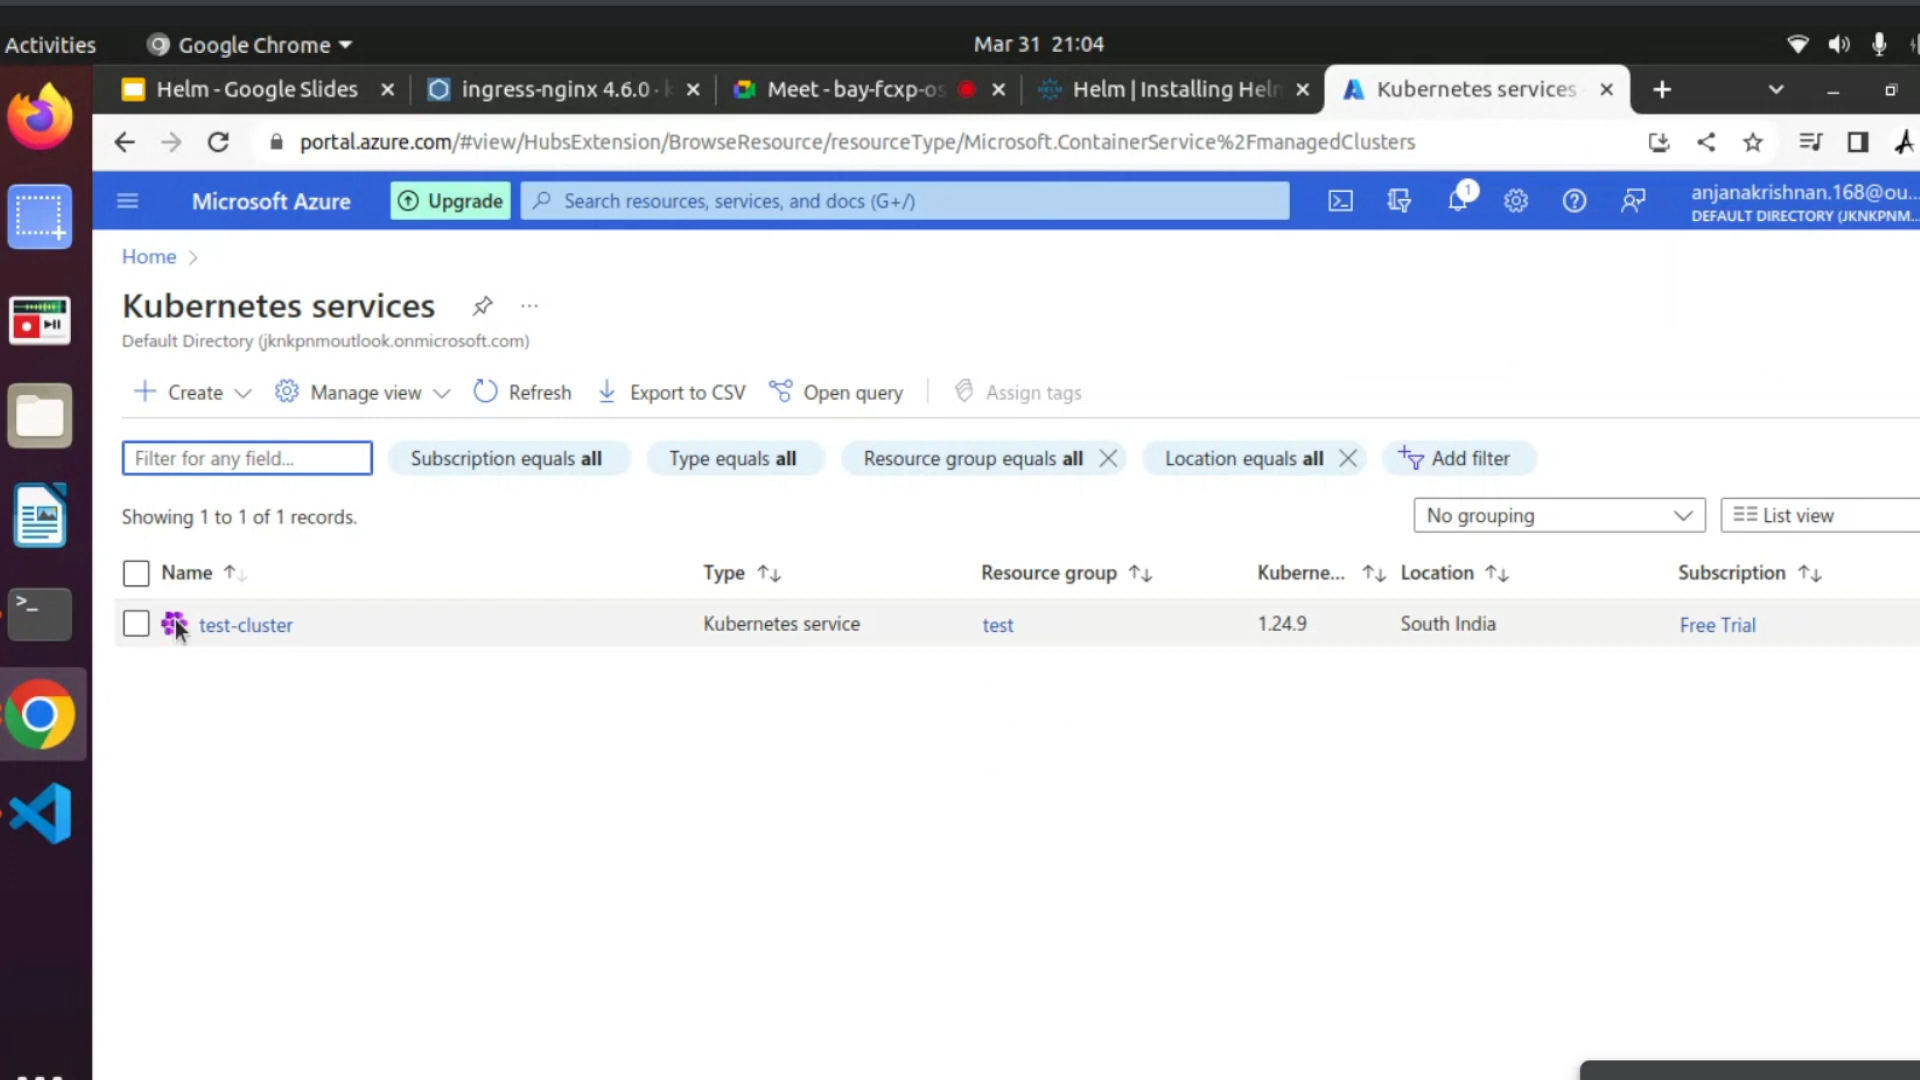 Activities Google Chrome Mar 31 21:04
Helm - Google Slides ingress-nginx 4.6.0 · Meet - bay-fcxp-os Helm | Installing Helm Kubernetes services -
portal.azure.com/#view/HubsExtension/BrowseResource/resourceType/Microsoft.ContainerService%2FmanagedClusters
Microsoft Azure Upgrade Search resources, services, and docs (G+/) 1 anjanakrishnan.168@ou...
DEFAULT DIRECTORY (JKNKPNM...
Home
Kubernetes services ...
Default Directory (jknkpnmoutlook.onmicrosoft.com)
Create Manage view Refresh Export to CSV Open query Assign tags
Filter for any field... Subscription equals all Type equals all Resource group equals all Location equals all Add filter
Showing 1 to 1 of 1 records. No grouping List view
Name Type Resource group Kuberne... Location Subscription
test-cluster Kubernetes service test 1.24.9 South India Free Trial